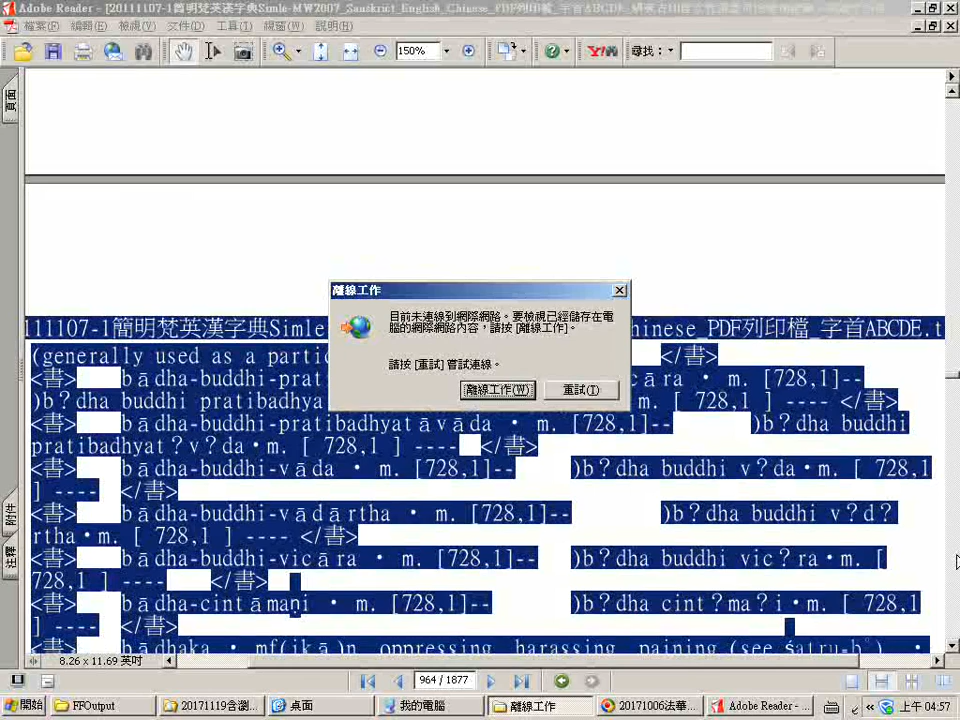 Adobe Reader - [20111107-1簡明梵英漢字典Simle-MW2007_Sanskrit_English_Chinese_PDF列印檔_字首ABCDE.
檔案(F) 編輯(E) 檢視(V) 文件(D) 工具(T) 視窗(W) 說明(H)
150% Y! 尋找:
頁面
離線工作
目前未連線到網際網路。要檢視已經儲存在電
腦的網際網路內容，請按 [離線工作]。
請按 [重試] 嘗試連線。
離線工作(W) 重試(T)
111107-1簡明梵英漢字典Simle hinese_PDF列印檔_字首ABCDE.t
(generally used as a partic </書>
<書> bādha-buddhi-prat cāra ‧ m. [728,1]--
)b？dha buddhi pratibadhya m. [ 728,1 ] ---- </書>
<書> bādha-buddhi-pratibadhyatāvāda ‧ m. [728,1]-- )b？dha buddhi
pratibadhyat？v？da‧m. [ 728,1 ] ---- </書>
<書> bādha-buddhi-vāda ‧ m. [728,1]-- )b？dha buddhi v？da‧m. [ 728,1
] ---- </書>
<書> bādha-buddhi-vādārtha ‧ m. [728,1]-- )b？dha buddhi v？d？
rtha‧m. [ 728,1 ] ---- </書>
<書> bādha-buddhi-vicāra ‧ m. [728,1]-- )b？dha buddhi vic？ra‧m. [
728,1 ] ---- </書>
<書> bādha-cintāmaṇi ‧ m. [728,1]-- )b？dha cint？ma？i‧m. [ 728,1
] ---- </書>
<書> bādhaka ‧ mf(ikā)n. oppressing, harassing, paining (see śatru-b°) ‧
附件
注釋
8.26 x 11.69 英吋
964 / 1877
開始 FFOutput 20171119含瀏... 桌面 我的電腦 離線工作 20171006法華... Adobe Reader - ... 上午 04:57